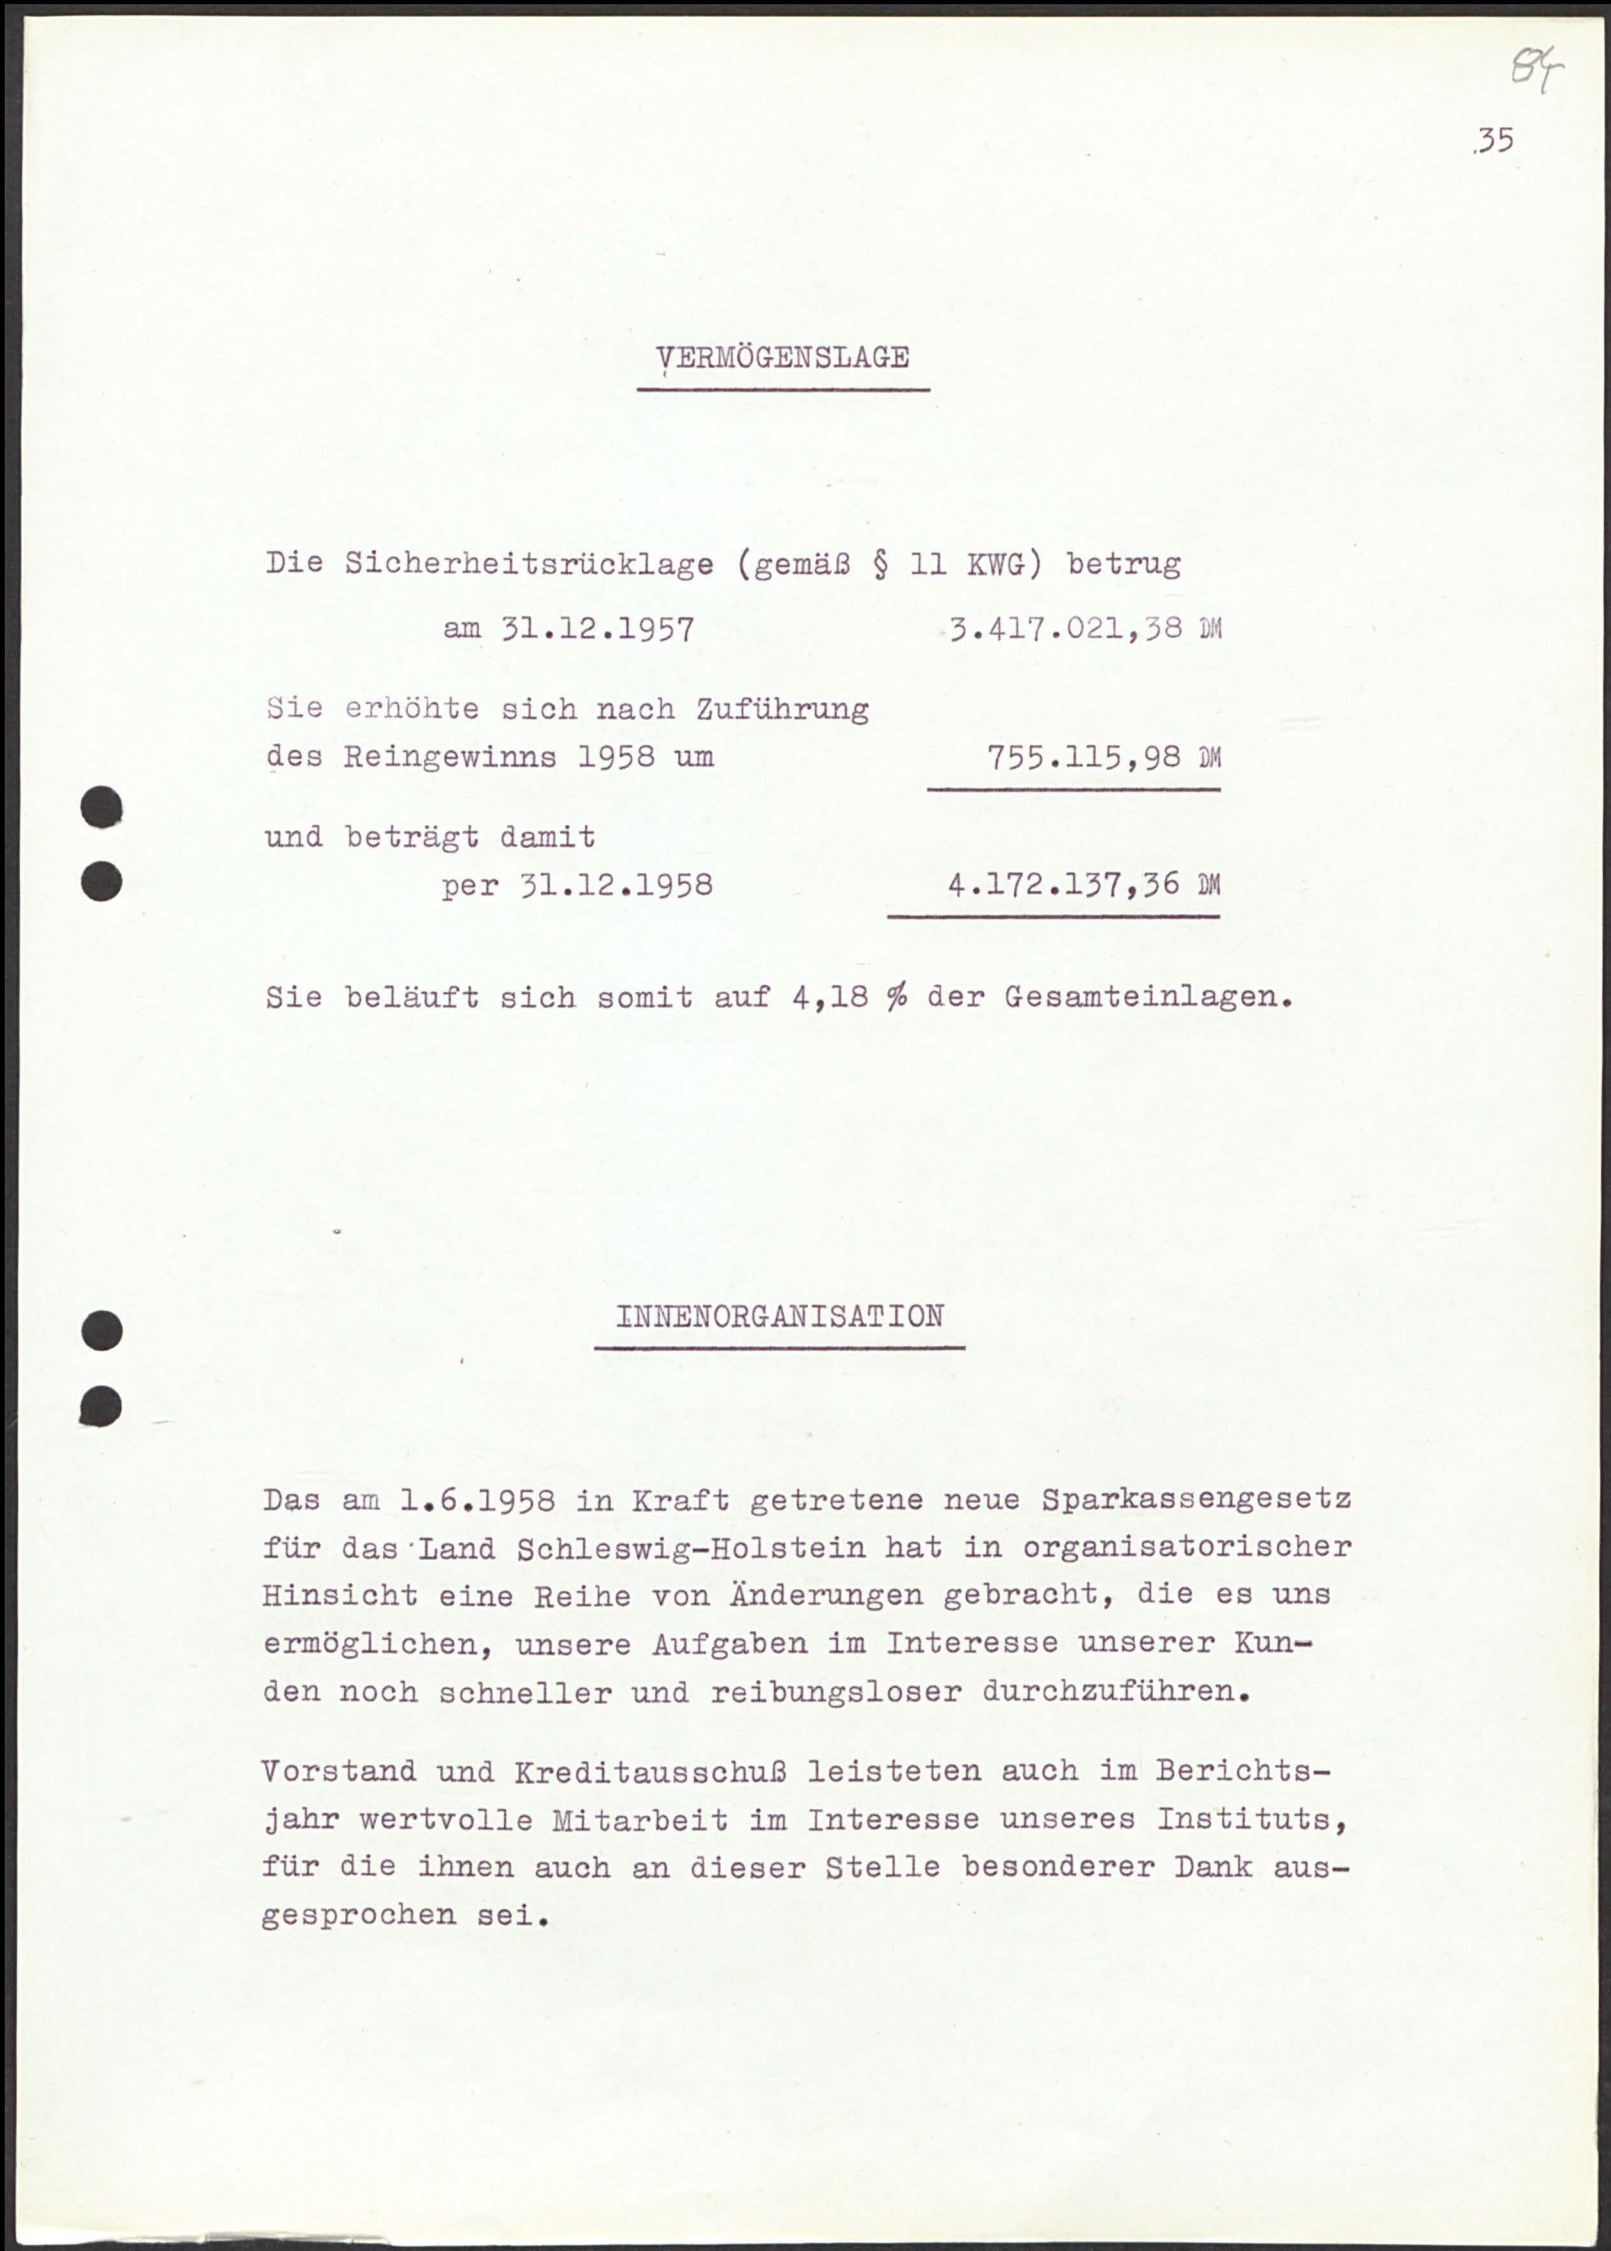 84
35
VERMÖGENSLAGE
Die Sicherheitsrücklage (gemäß § 11 KWG) betrug
am 31.12.1957 3.417.021,38 DM
Sie erhöhte sich nach Zuführung
des Reingewinns 1958 um 755.115,98 DM
und beträgt damit
per 31.12.1958 4.172.137,36 DM
Sie beläuft sich somit auf 4,18 % der Gesamteinlagen.
INNENORGANISATION
Das am 1.6.1958 in Kraft getretene neue Sparkassengesetz
für das Land Schleswig-Holstein hat in organisatorischer
Hinsicht eine Reihe von Änderungen gebracht, die es uns
ermöglichen, unsere Aufgaben im Interesse unserer Kun-
den noch schneller und reibungsloser durchzuführen.
Vorstand und Kreditausschuß leisteten auch im Berichts-
jahr wertvolle Mitarbeit im Interesse unseres Instituts,
für die ihnen auch an dieser Stelle besonderer Dank aus-
gesprochen sei.